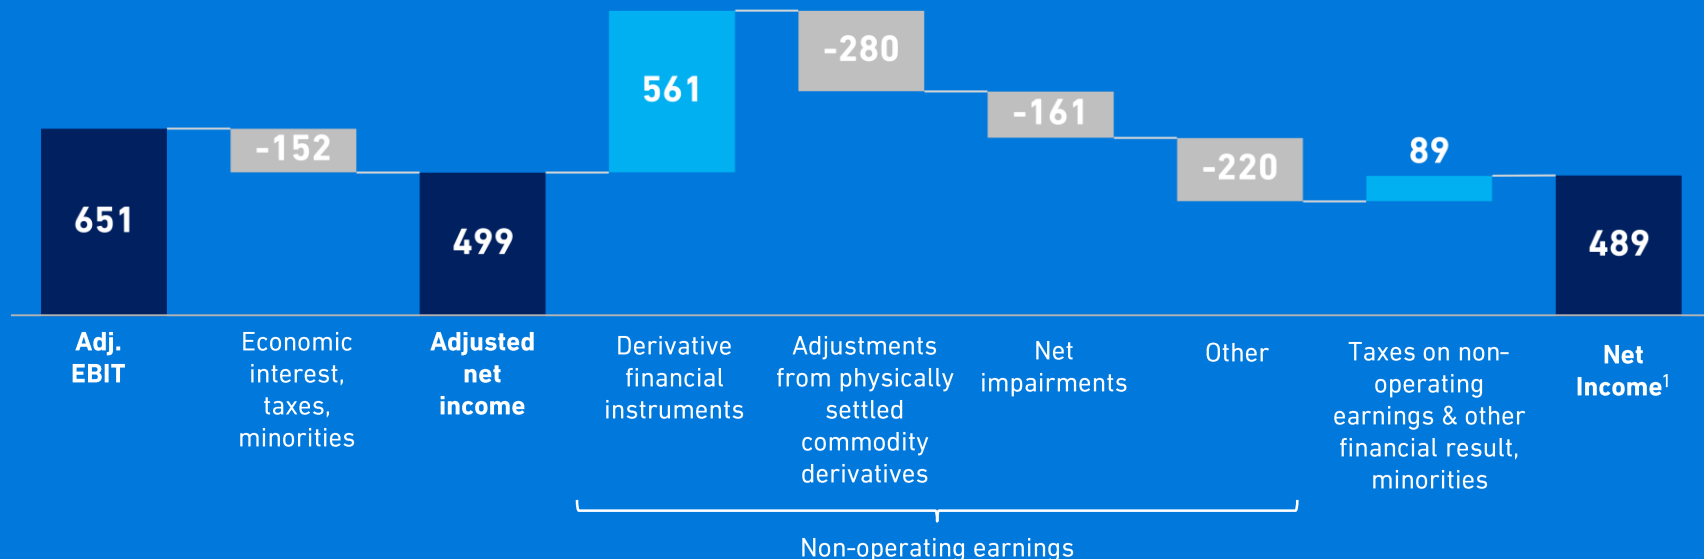 651
-152
499
561
-280
-161
-220
89
489
Adj.
EBIT
Economic
interest,
taxes,
minorities
Adjusted
net
income
Derivative
financial
instruments
Adjustments
from physically
settled
commodity
derivatives
Net
impairments
Other
Taxes on non-
operating
earnings & other
financial result,
minorities
Net
Income¹
Non-operating earnings